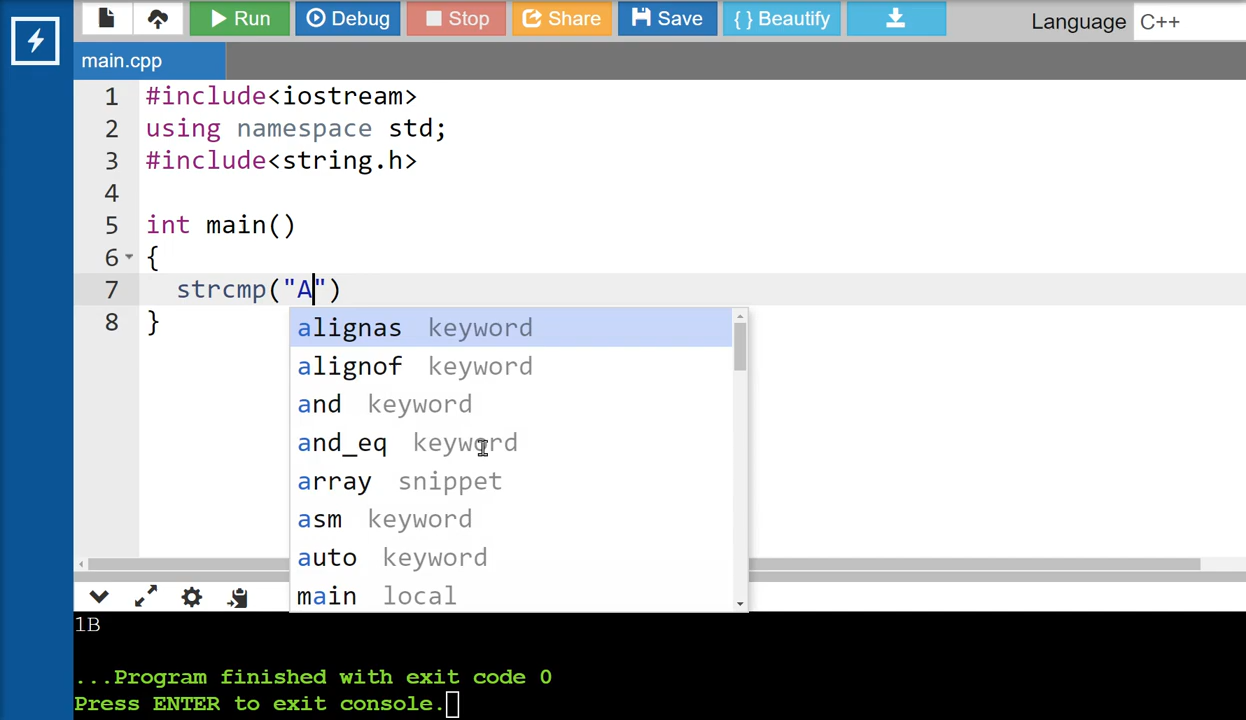 Run Debug Stop Share Save { } Beautify Language C++
main.cpp
1 #include<iostream>
2 using namespace std;
3 #include<string.h>
4
5 int main()
6 {
7 strcmp("A")
8 }
alignas keyword
alignof keyword
and keyword
and_eq keyword
array snippet
asm keyword
auto keyword
main local
1B
...Program finished with exit code 0
Press ENTER to exit console.